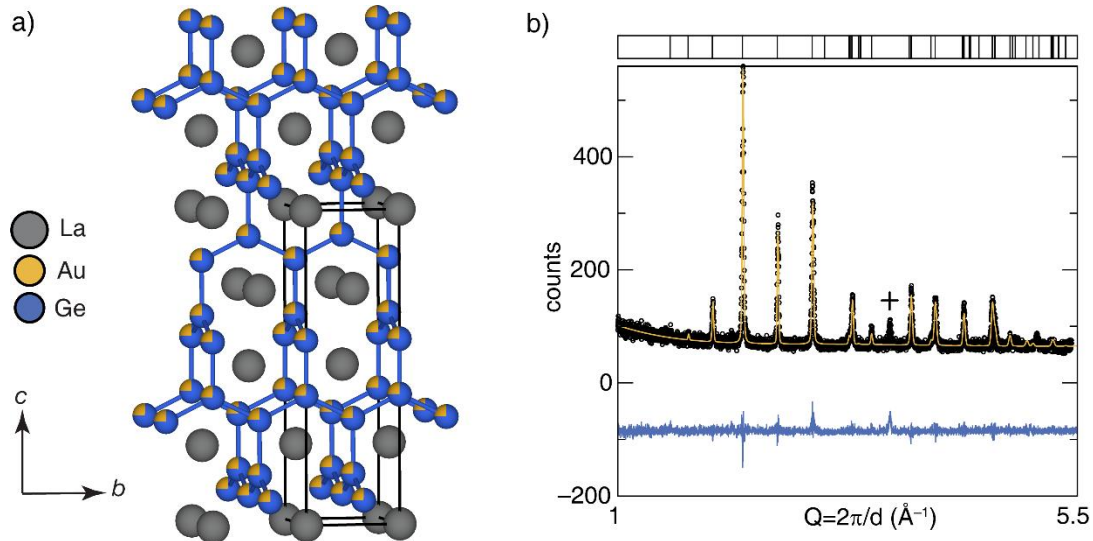 a)
La
Au
Ge
c
b
b)
counts
400
200
0
−200
+
1
Q=2π/d (Å⁻¹)
5.5